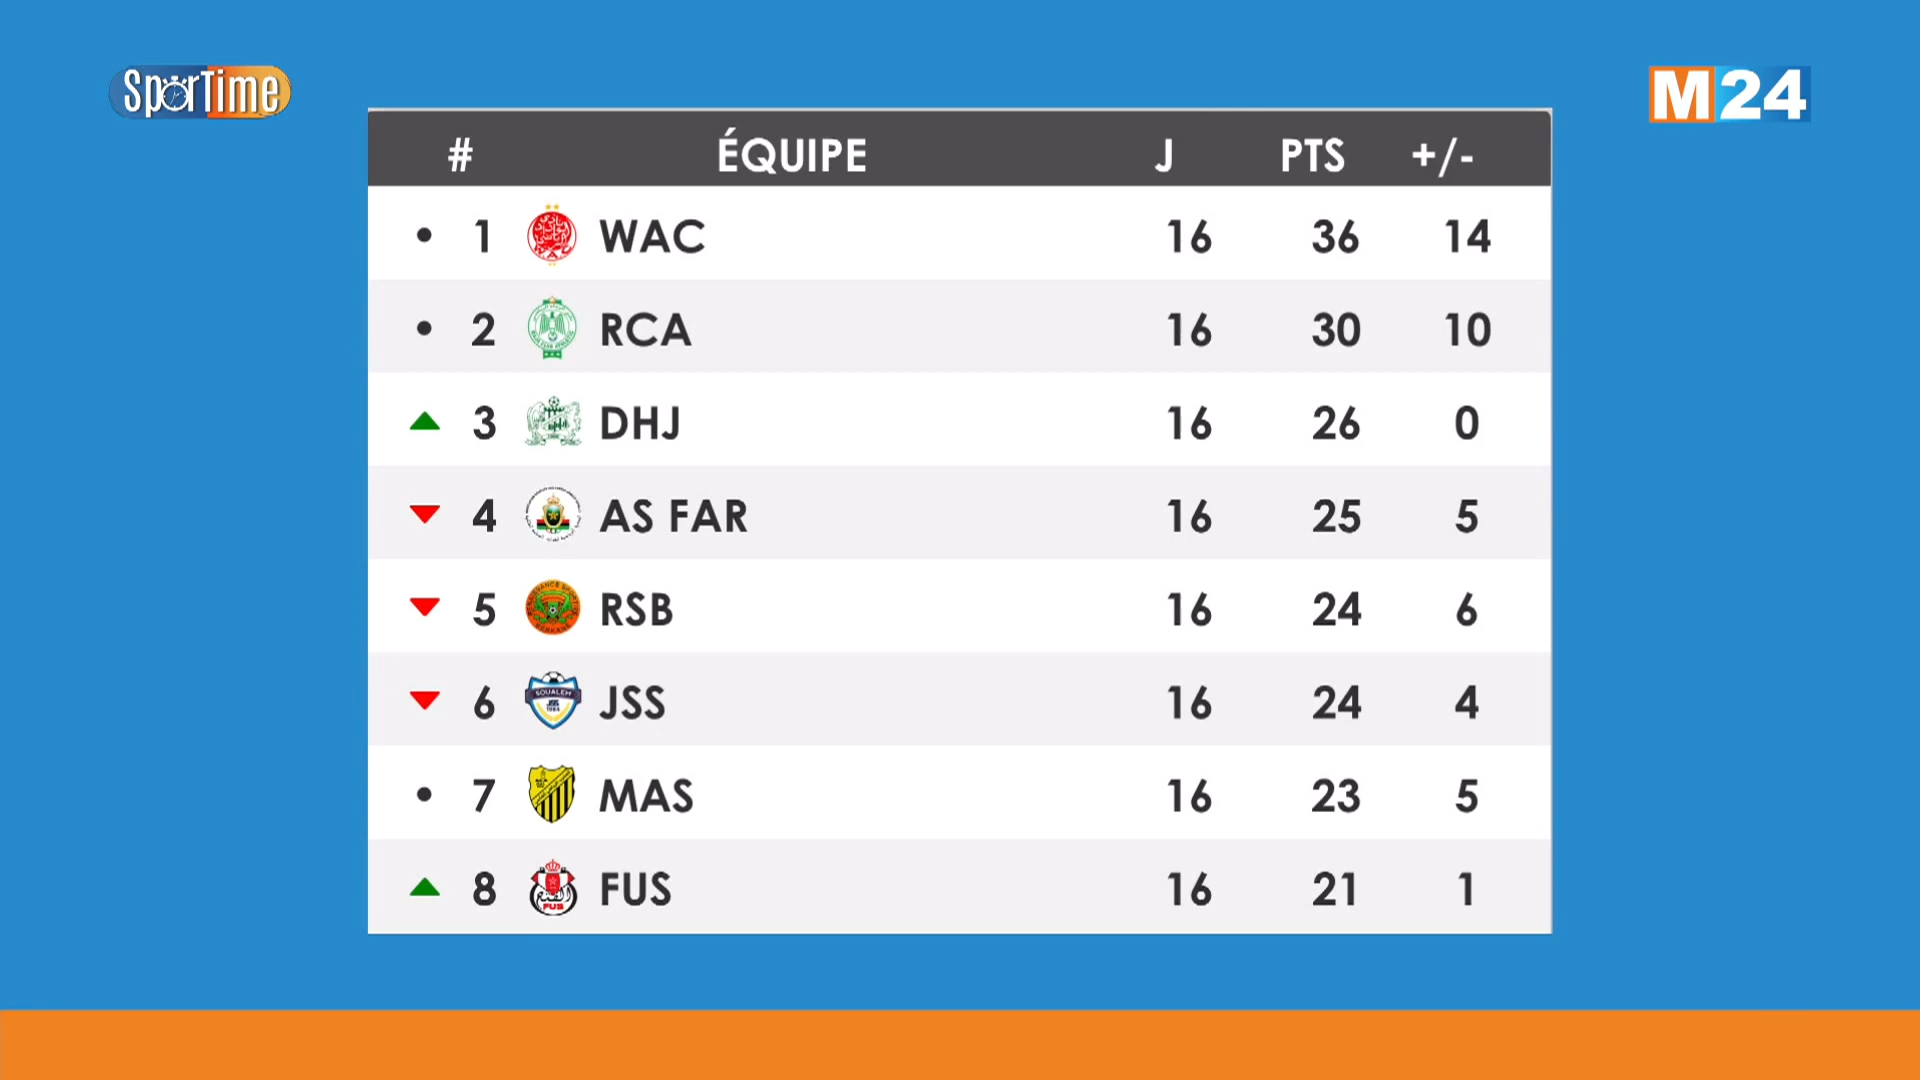 SporTime
M24
# ÉQUIPE J PTS +/-
1 WAC 16 36 14
2 RCA 16 30 10
3 DHJ 16 26 0
4 AS FAR 16 25 5
5 RSB 16 24 6
SOUALEM
6 JSS 16 24 4
7 MAS 16 23 5
8 FUS 16 21 1
FUS